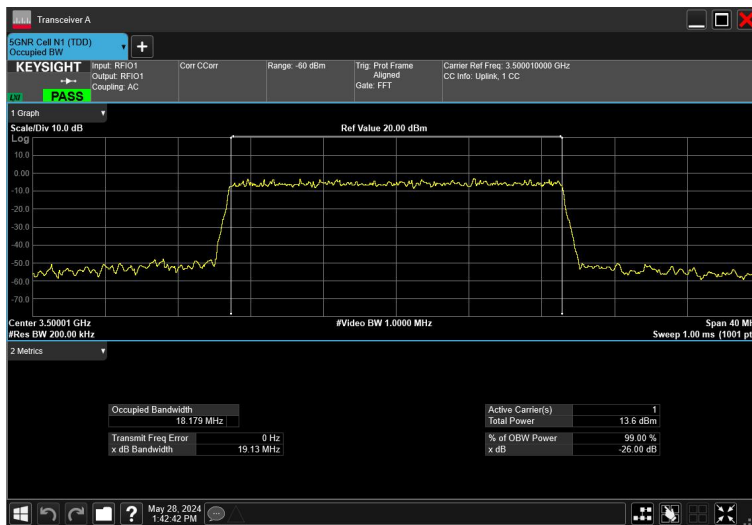 Transceiver A
5GNR Cell N1 (TDD)
Occupied BW
KEYSIGHT
LXI
PASS
Input: RFIO1
Output: RFIO1
Coupling: AC
Corr CCorr
Range: -60 dBm
Trig: Prot Frame
Aligned
Gate: FFT
Carrier Ref Freq: 3.500010000 GHz
CC Info: Uplink, 1 CC
1 Graph
Scale/Div 10.0 dB
Ref Value 20.00 dBm
Log
10.0
0.00
-10.0
-20.0
-30.0
-40.0
-50.0
-60.0
-70.0
Center 3.50001 GHz
#Video BW 1.0000 MHz
Span 40 MH
#Res BW 200.00 kHz
Sweep 1.00 ms (1001 pt
2 Metrics
Occupied Bandwidth
18.179 MHz
Transmit Freq Error 0 Hz
x dB Bandwidth 19.13 MHz
Active Carrier(s) 1
Total Power 13.6 dBm
% of OBW Power 99.00 %
x dB -26.00 dB
May 28, 2024
1:42:42 PM